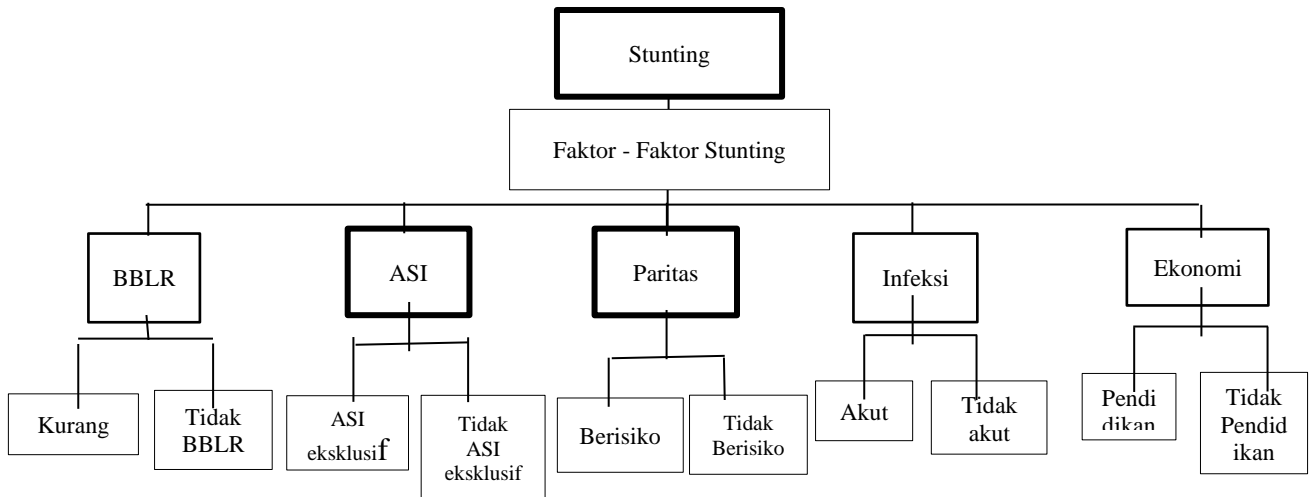 Stunting
Faktor - Faktor Stunting
BBLR
ASI
Paritas
Infeksi
Ekonomi
Kurang
Tidak
BBLR
ASI
eksklusif
Tidak
ASI
eksklusif
Berisiko
Tidak
Berisiko
Akut
Tidak
akut
Pendi
dikan
Tidak
Pendid
ikan